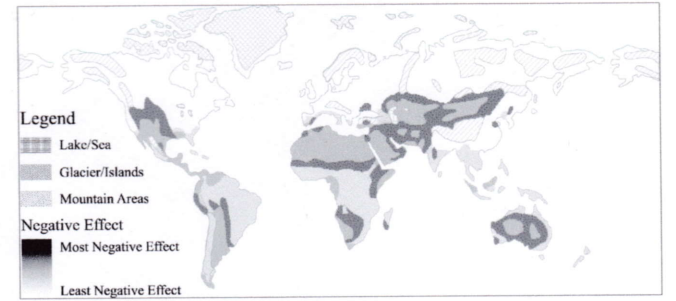 Legend
Lake/Sea
Glacier/Islands
Mountain Areas
Negative Effect
Most Negative Effect
Least Negative Effect